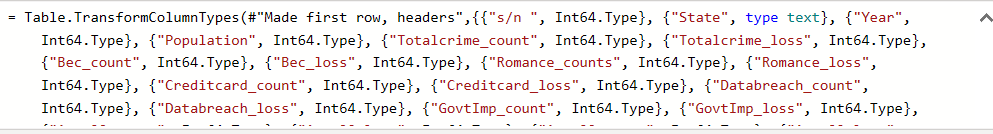 = Table.TransformColumnTypes(#"Made first row, headers",{{"s/n ", Int64.Type}, {"State", type text}, {"Year",
Int64.Type}, {"Population", Int64.Type}, {"Totalcrime_count", Int64.Type}, {"Totalcrime_loss", Int64.Type},
{"Bec_count", Int64.Type}, {"Bec_loss", Int64.Type}, {"Romance_counts", Int64.Type}, {"Romance_loss",
Int64.Type}, {"Creditcard_count", Int64.Type}, {"Creditcard_loss", Int64.Type}, {"Databreach_count",
Int64.Type}, {"Databreach_loss", Int64.Type}, {"GovtImp_count", Int64.Type}, {"GovtImp_loss", Int64.Type},